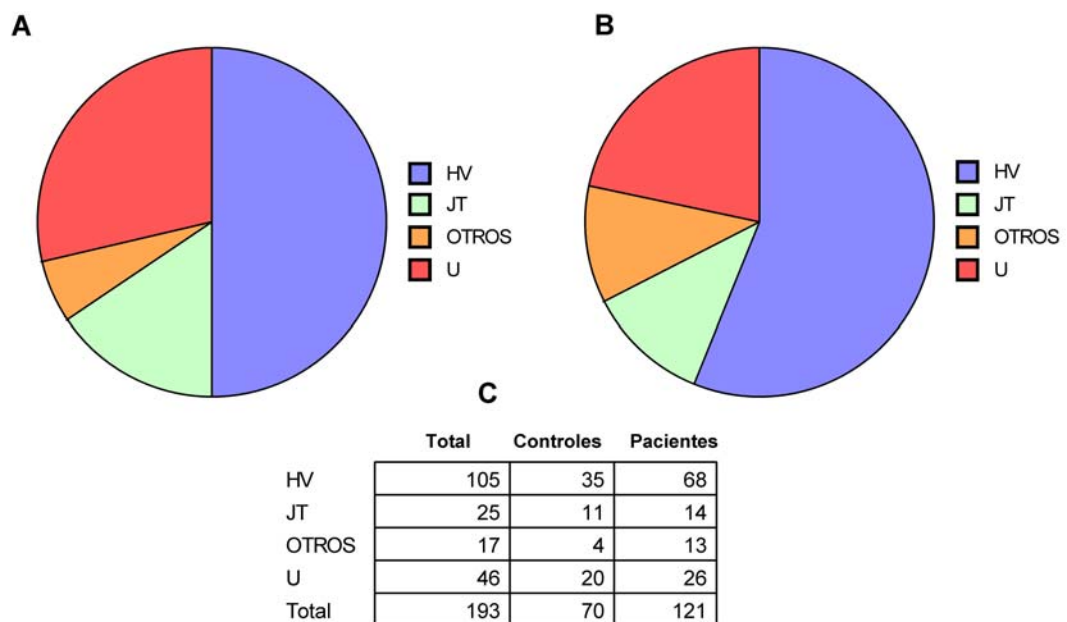 A
HV
JT
OTROS
U
B
HV
JT
OTROS
U
C
Total Controles Pacientes
HV 105 35 68
JT 25 11 14
OTROS 17 4 13
U 46 20 26
Total 193 70 121